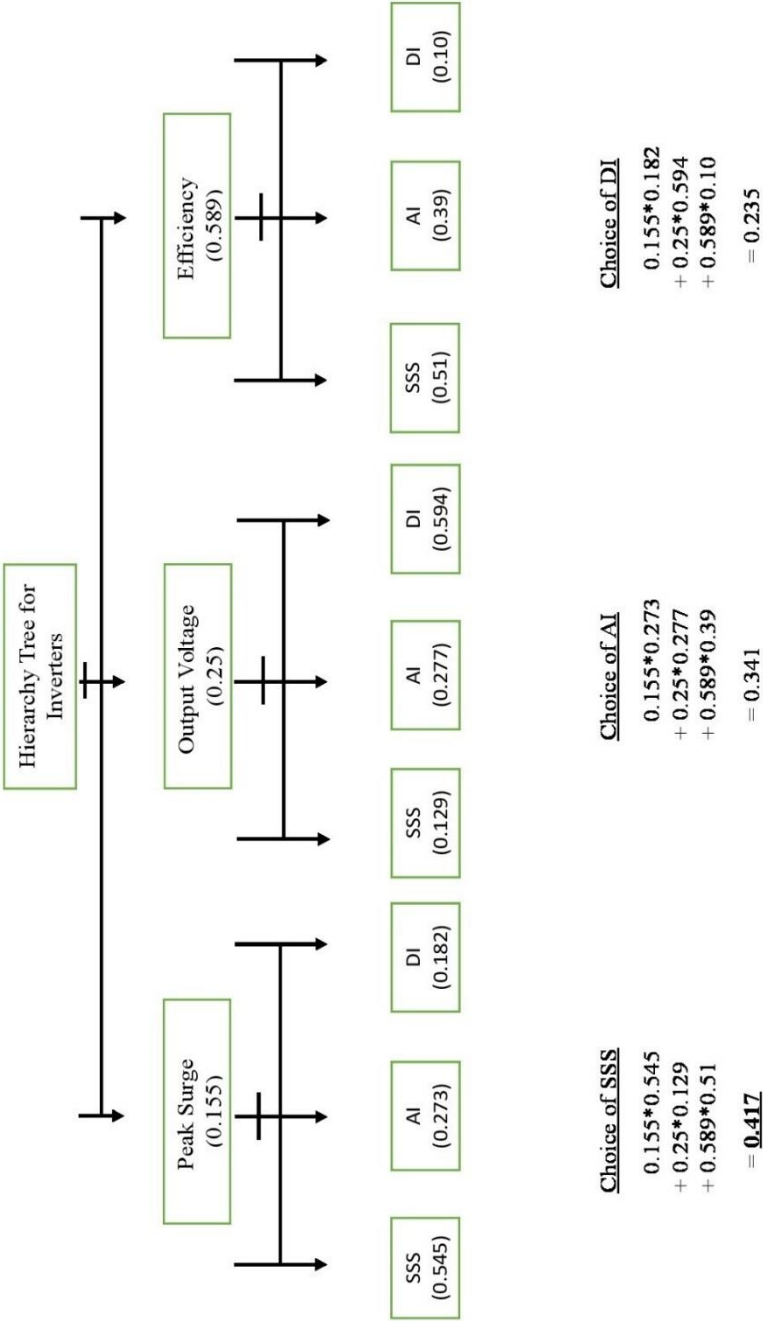 Hierarchy Tree for
Inverters
Peak Surge
(0.155)
Output Voltage
(0.25)
Efficiency
(0.589)
SSS
(0.545)
AI
(0.273)
DI
(0.182)
SSS
(0.129)
AI
(0.277)
DI
(0.594)
SSS
(0.51)
AI
(0.39)
DI
(0.10)
Choice of SSS
0.155*0.545
+ 0.25*0.129
+ 0.589*0.51
= 0.417
Choice of AI
0.155*0.273
+ 0.25*0.277
+ 0.589*0.39
= 0.341
Choice of DI
0.155*0.182
+ 0.25*0.594
+ 0.589*0.10
= 0.235